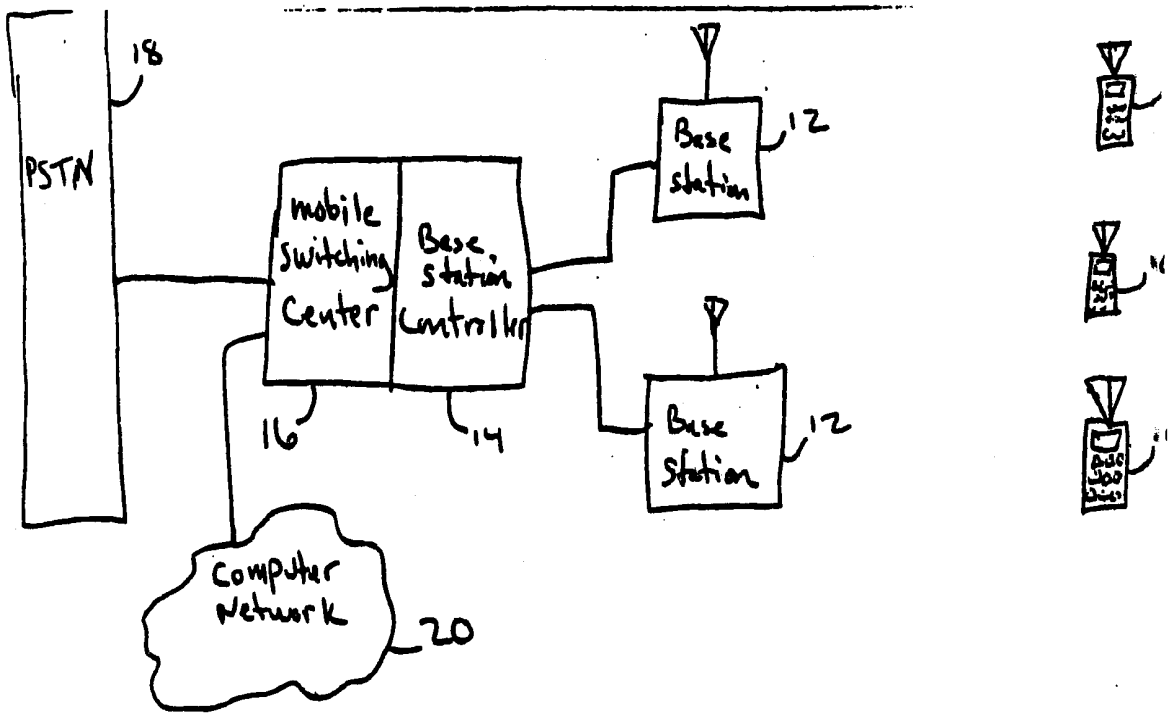 18
PSTN
mobile
switching
Center
Base
station
Controller
16
14
Base
station
12
Base
station
12
Computer
Network
20